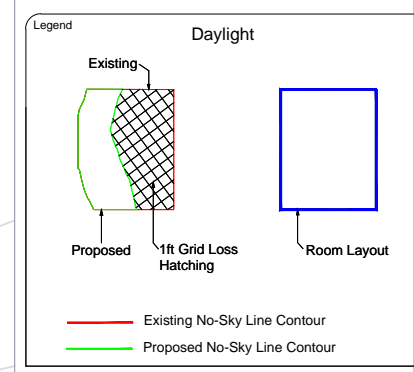 Legend
Daylight
Existing
Proposed
1ft Grid Loss
Hatching
Room Layout
Existing No-Sky Line Contour
Proposed No-Sky Line Contour